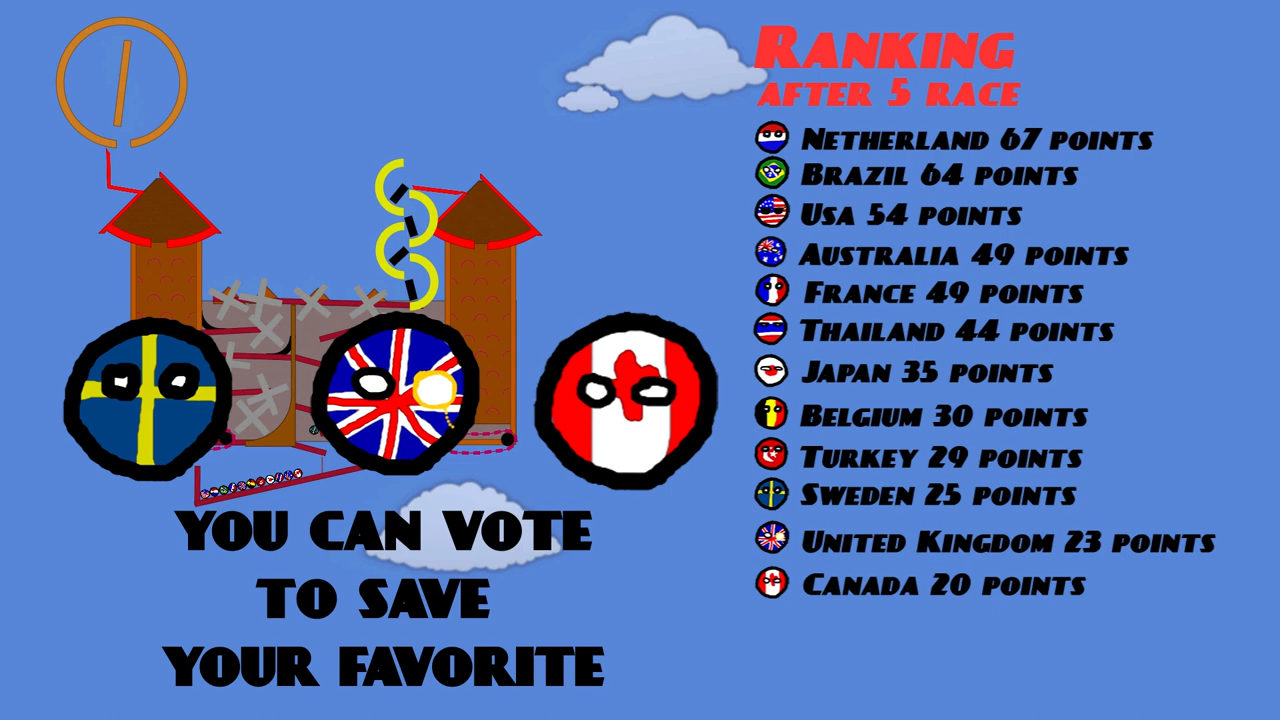 RANKING
AFTER 5 RACE
NETHERLAND 67 POINTS
BRAZIL 64 POINTS
USA 54 POINTS
AUSTRALIA 49 POINTS
FRANCE 49 POINTS
THAILAND 44 POINTS
JAPAN 35 POINTS
BELGIUM 30 POINTS
TURKEY 29 POINTS
SWEDEN 25 POINTS
UNITED KINGDOM 23 POINTS
CANADA 20 POINTS
YOU CAN VOTE
TO SAVE
YOUR FAVORITE